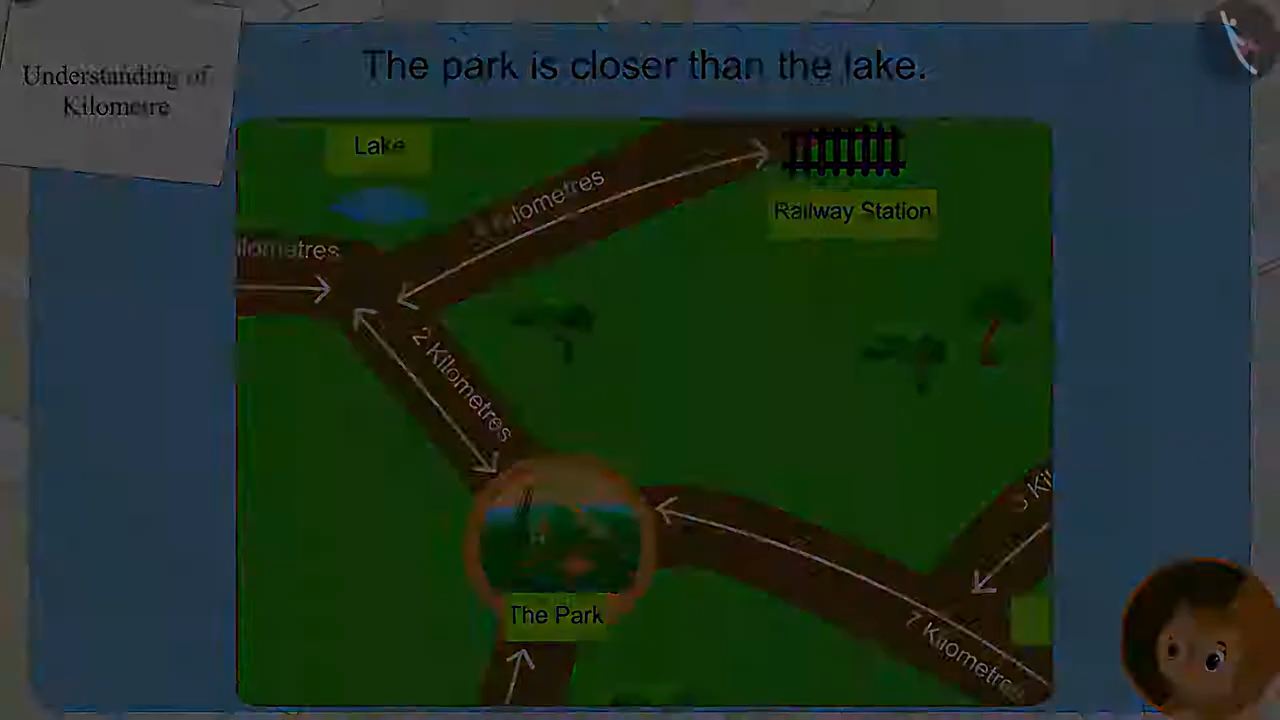 Understanding of
Kilometre
The park is closer than the lake.
Lake
Kilometres
Railway Station
2 Kilometres
The Park
7 Kilometres